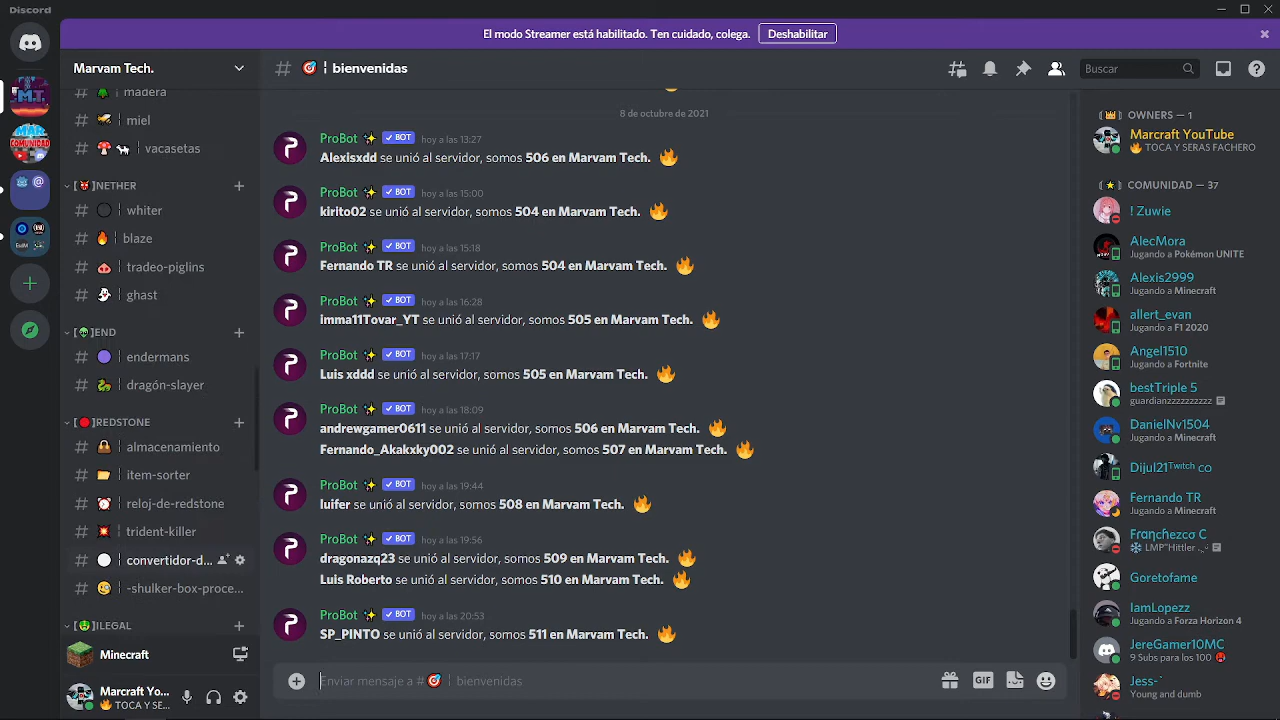 Discord
El modo Streamer está habilitado. Ten cuidado, colega. Deshabilitar
Marvam Tech.
# ¦ bienvenidas
Buscar
M.T.
MAR
COMUNIDAD
# ¦ madera
# ¦ miel
# ¦ vacasetas
[👹]NETHER
# ¦ whiter
# ¦ blaze
# ¦ tradeo-piglins
# ¦ ghast
[👽]END
# ¦ endermans
# ¦ dragón-slayer
[🔴]REDSTONE
# ¦ almacenamiento
# ¦ item-sorter
# ¦ reloj-de-redstone
# ¦ trident-killer
# ¦ convertidor-d...
# ¦ -shulker-box-proce...
[🤑]ILEGAL
Minecraft
Marcraft Yo...
🔥 TOCA Y SE...
8 de octubre de 2021
ProBot ✨ ✓ BOT hoy a las 13:27
Alexisxdd se unió al servidor, somos 506 en Marvam Tech. 🔥
ProBot ✨ ✓ BOT hoy a las 15:00
kirito02 se unió al servidor, somos 504 en Marvam Tech. 🔥
ProBot ✨ ✓ BOT hoy a las 15:18
Fernando TR se unió al servidor, somos 504 en Marvam Tech. 🔥
ProBot ✨ ✓ BOT hoy a las 16:28
imma11Tovar_YT se unió al servidor, somos 505 en Marvam Tech. 🔥
ProBot ✨ ✓ BOT hoy a las 17:17
Luis xddd se unió al servidor, somos 505 en Marvam Tech. 🔥
ProBot ✨ ✓ BOT hoy a las 18:09
andrewgamer0611 se unió al servidor, somos 506 en Marvam Tech. 🔥
Fernando_Akakxky002 se unió al servidor, somos 507 en Marvam Tech. 🔥
ProBot ✨ ✓ BOT hoy a las 19:44
luifer se unió al servidor, somos 508 en Marvam Tech. 🔥
ProBot ✨ ✓ BOT hoy a las 19:56
dragonazq23 se unió al servidor, somos 509 en Marvam Tech. 🔥
Luis Roberto se unió al servidor, somos 510 en Marvam Tech. 🔥
ProBot ✨ ✓ BOT hoy a las 20:53
SP_PINTO se unió al servidor, somos 511 en Marvam Tech. 🔥
Enviar mensaje a #🎯 ¦ bienvenidas
GIF
[👑] OWNERS — 1
Marcraft YouTube
🔥 TOCA Y SERAS FACHERO
[⭐] COMUNIDAD — 37
! Zuwie
AlecMora
Jugando a Pokémon UNITE
Alexis2999
Jugando a Minecraft
allert_evan
Jugando a F1 2020
Angel1510
Jugando a Fortnite
bestTriple 5
guardianzzzzzzzzzz
DanielNv1504
Jugando a Minecraft
Dijul21ᵀʷⁱᵗᶜʰ ᴄᴏ
Fernando TR
Jugando a Minecraft
Frαɳƈhezcσ C
❄ LMP"Hittler
Goretofame
IamLopezz
Jugando a Forza Horizon 4
JereGamer10MC
9 Subs para los 100
Jess-˜
Young and dumb